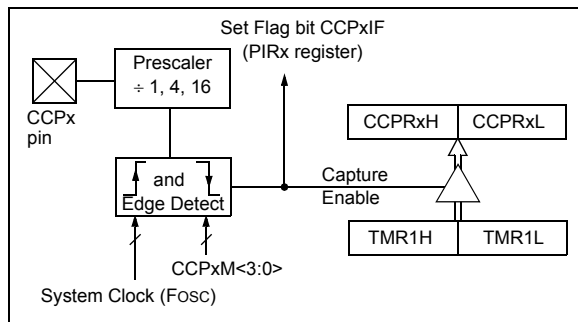 Set Flag bit CCPxIF
(PIRx register)
Prescaler
÷ 1, 4, 16
CCPx
pin
CCPRxH CCPRxL
and
Edge Detect
Capture
Enable
TMR1H TMR1L
CCPxM<3:0>
System Clock (FOSC)